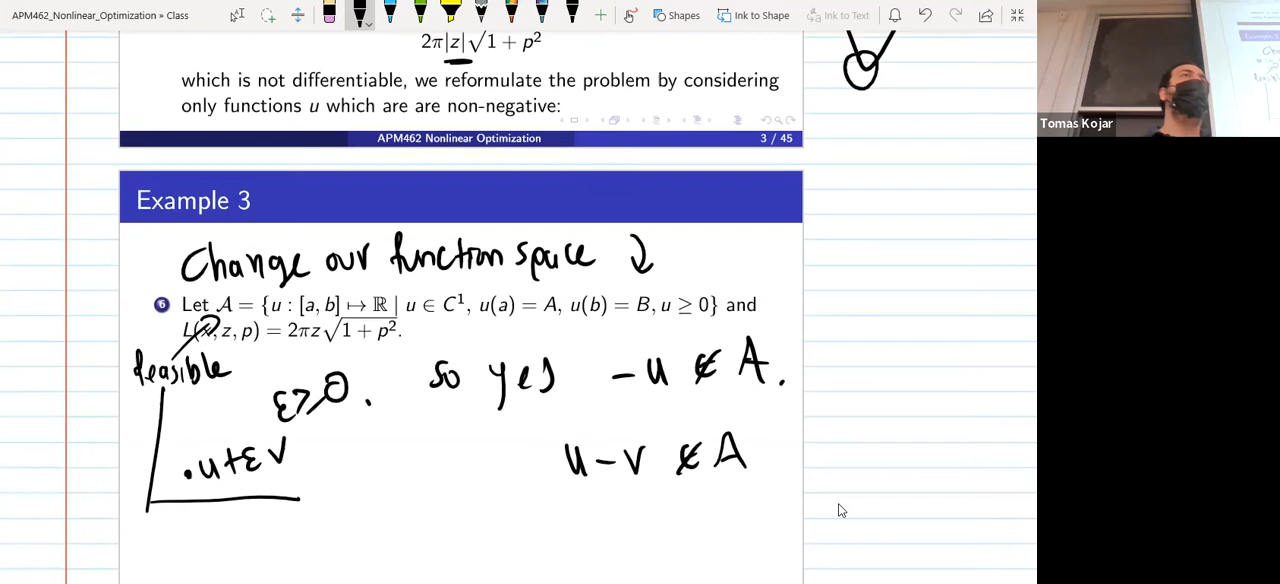 APM462_Nonlinear_Optimization » Class
Shapes
Ink to Shape
Ink to Text
2π|z|√1 + p²
which is not differentiable, we reformulate the problem by considering
only functions u which are are non-negative:
APM462 Nonlinear Optimization
3 / 45
Tomas Kojar
Example 3
Change our function space
6 Let A = {u : [a, b] ↦ ℝ | u ∈ C¹, u(a) = A, u(b) = B, u ≥ 0} and
L(x, z, p) = 2πz√1 + p².
feasible
ε ≥ 0. so yes -u ∉ A.
· u + ε v
u - v ∉ A